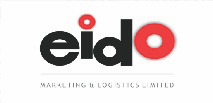 eido
MARKETING & LOGISTICS LIMITED